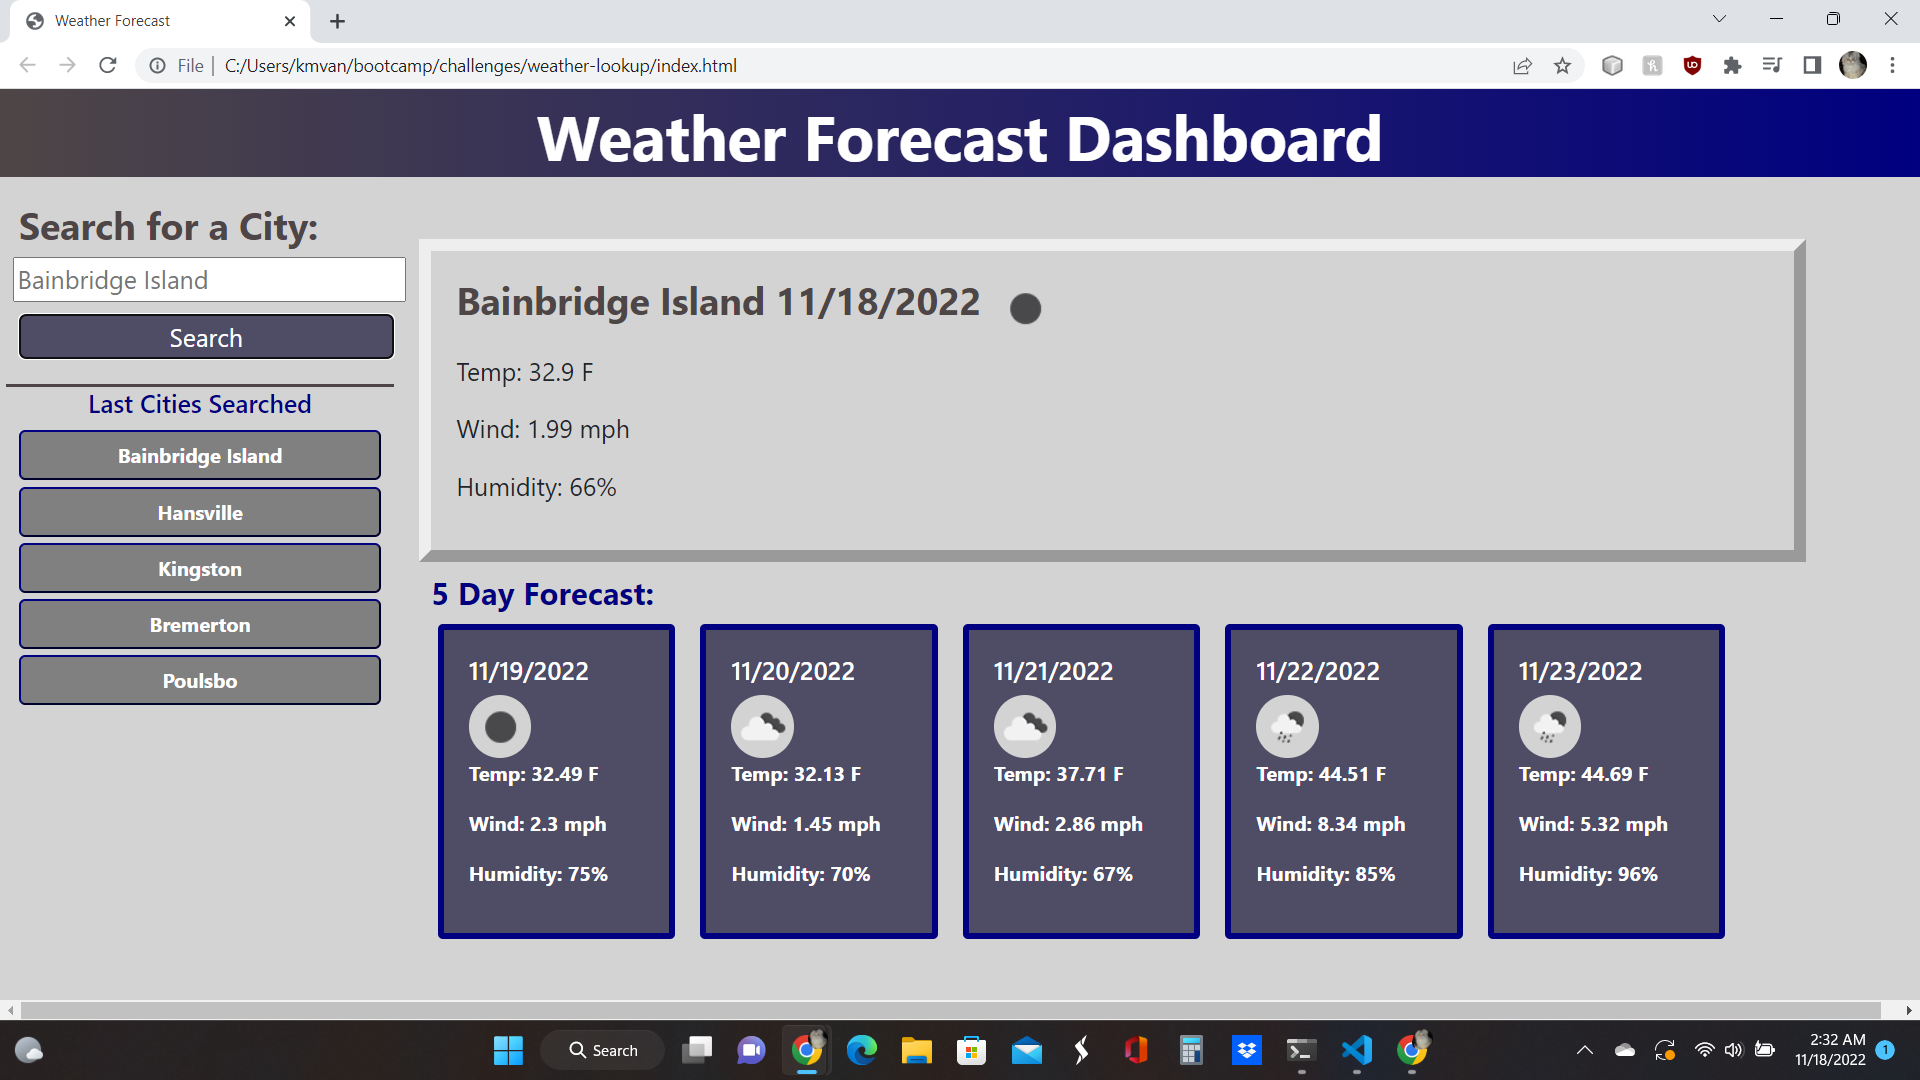 Weather Forecast
File
C:/Users/kmvan/bootcamp/challenges/weather-lookup/index.html
Weather Forecast Dashboard
Search for a City:
Bainbridge Island
Search
Last Cities Searched
Bainbridge Island
Hansville
Kingston
Bremerton
Poulsbo
Bainbridge Island 11/18/2022
Temp: 32.9 F
Wind: 1.99 mph
Humidity: 66%
5 Day Forecast:
11/19/2022
Temp: 32.49 F
Wind: 2.3 mph
Humidity: 75%
11/20/2022
Temp: 32.13 F
Wind: 1.45 mph
Humidity: 70%
11/21/2022
Temp: 37.71 F
Wind: 2.86 mph
Humidity: 67%
11/22/2022
Temp: 44.51 F
Wind: 8.34 mph
Humidity: 85%
11/23/2022
Temp: 44.69 F
Wind: 5.32 mph
Humidity: 96%
Search
2:32 AM
11/18/2022
1